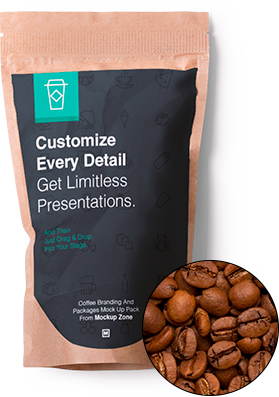 Customize
Every Detail
Get Limitless
Presentations.
And Then
Just Drag & Drop
Into Your Stage.
Coffee Branding And
Packages Mock Up Pack
From Mockup Zone
M